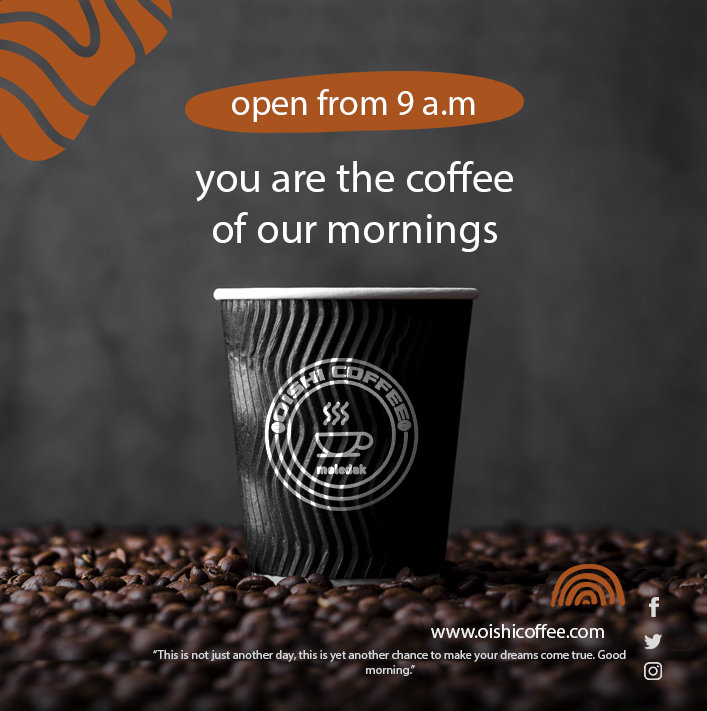 open from 9 a.m
you are the coffee
of our mornings
OISHI COFFEE
moledak
www.oishicoffee.com
“This is not just another day, this is yet another chance to make your dreams come true. Good
morning.”